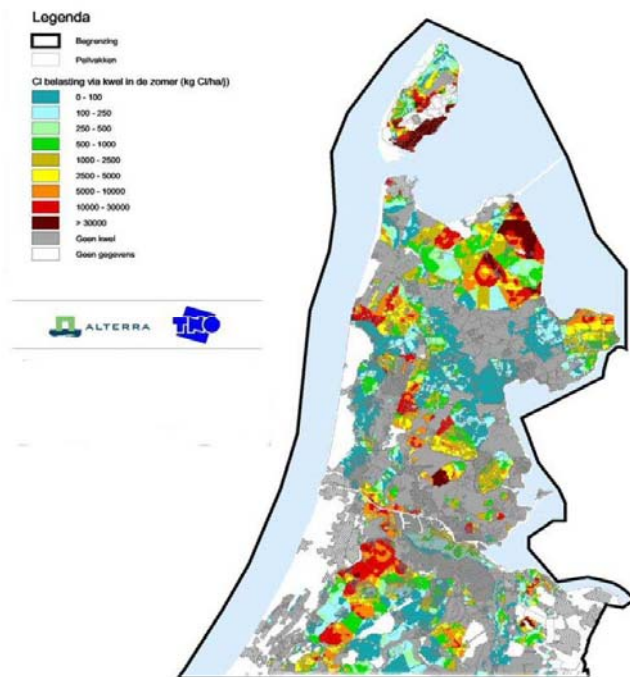 Legenda
Begrenzing
Peilvakken
Cl belasting via kwel in de zomer (kg Cl/ha/j))
0 - 100
100 - 250
250 - 500
500 - 1000
1000 - 2500
2500 - 5000
5000 - 10000
10000 - 30000
> 30000
Geen kwel
Geen gegevens
ALTERRA TNO